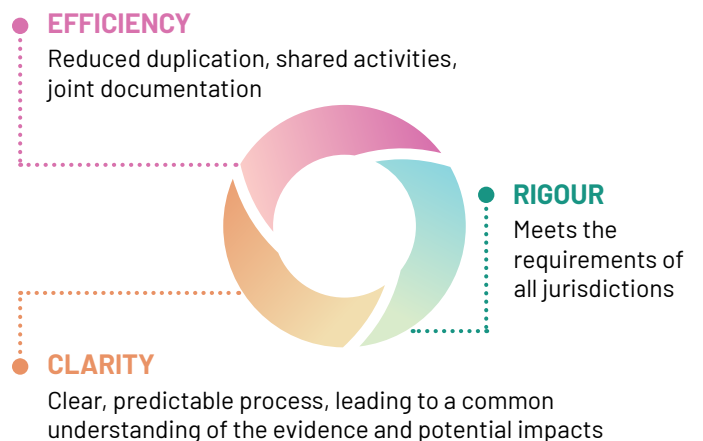 EFFICIENCY
Reduced duplication, shared activities,
joint documentation
RIGOUR
Meets the
requirements of
all jurisdictions
CLARITY
Clear, predictable process, leading to a common
understanding of the evidence and potential impacts